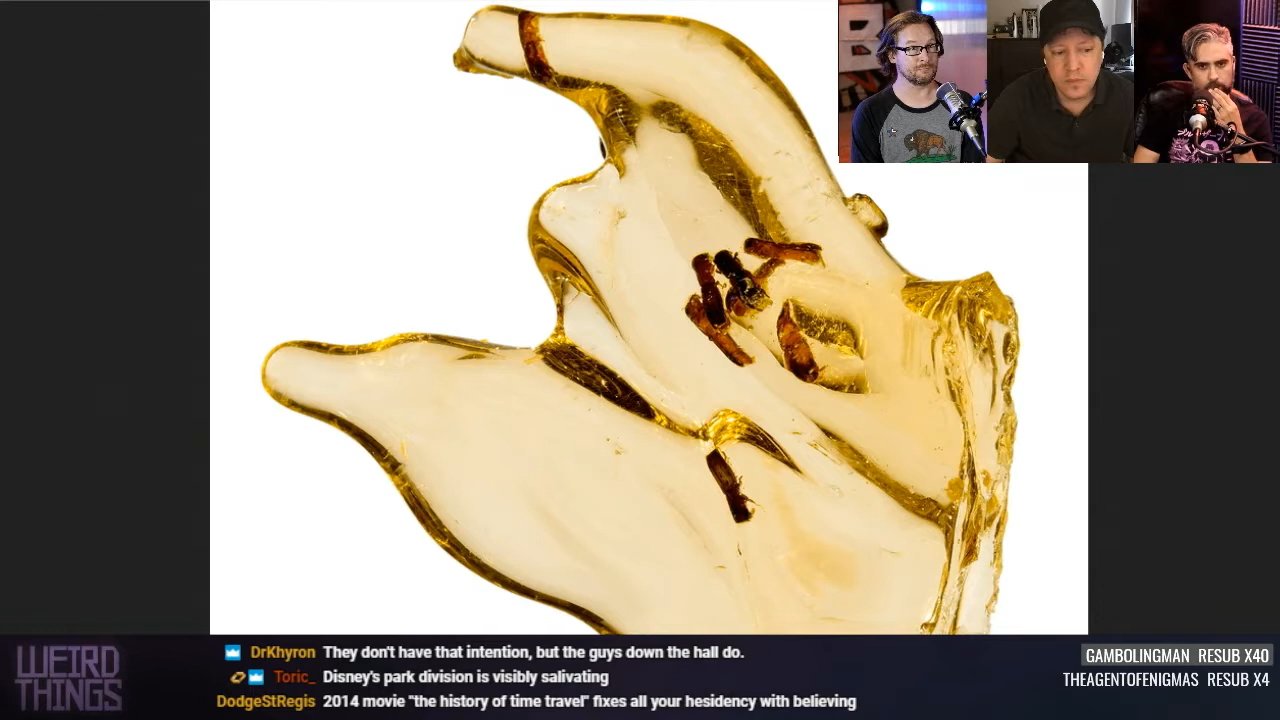 WEIRD
THINGS
DrKhyron They don't have that intention, but the guys down the hall do.
Toric_ Disney's park division is visibly salivating
DodgeStRegis 2014 movie "the history of time travel" fixes all your hesidency with believing
GAMBOLINGMAN RESUB X40
THEAGENTOFENIGMAS RESUB X4